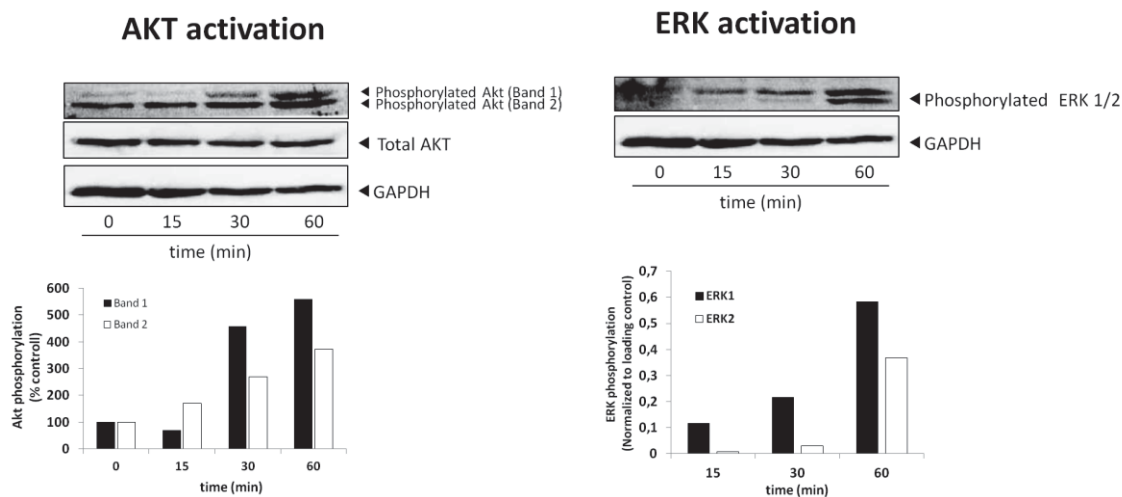 AKT activation
Phosphorylated Akt (Band 1)
Phosphorylated Akt (Band 2)
Total AKT
GAPDH
0 15 30 60
time (min)
600
500
400
300
200
100
0
Akt phosphorylation
(% controll)
Band 1
Band 2
0 15 30 60
time (min)
ERK activation
Phosphorylated ERK 1/2
GAPDH
0 15 30 60
time (min)
0,7
0,6
0,5
0,4
0,3
0,2
0,1
0
ERK phosphorylation
(Normalized to loading control)
ERK1
ERK2
15 30 60
time (min)